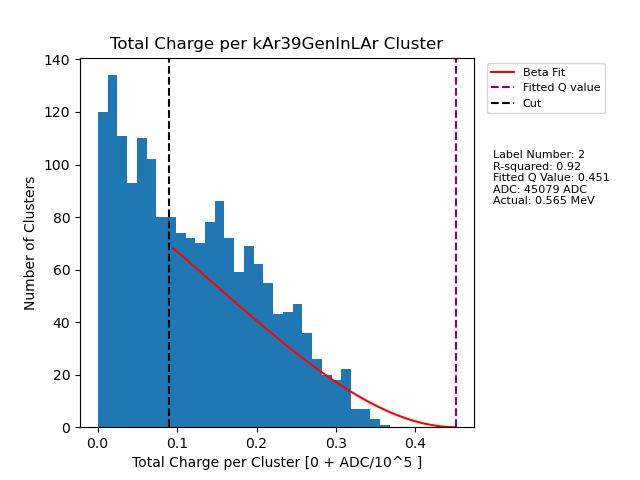 Total Charge per kAr39GenInLAr Cluster
140
120
100
80
60
40
20
0
Number of Clusters
0.0 0.1 0.2 0.3 0.4
Total Charge per Cluster [0 + ADC/10^5 ]
Beta Fit
Fitted Q value
Cut
Label Number: 2
R-squared: 0.92
Fitted Q Value: 0.451
ADC: 45079 ADC
Actual: 0.565 MeV